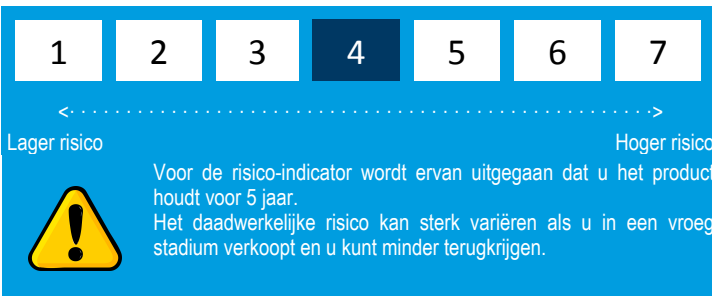 1 2 3 4 5 6 7
<· · · · · · · · · · · · · · · · · · · · · · · · · · · · · · · · · · · · · · · · · · · · · · · · · · · ·>
Lager risico Hoger risico
Voor de risico-indicator wordt ervan uitgegaan dat u het product
houdt voor 5 jaar.
Het daadwerkelijke risico kan sterk variëren als u in een vroeg
stadium verkoopt en u kunt minder terugkrijgen.
!